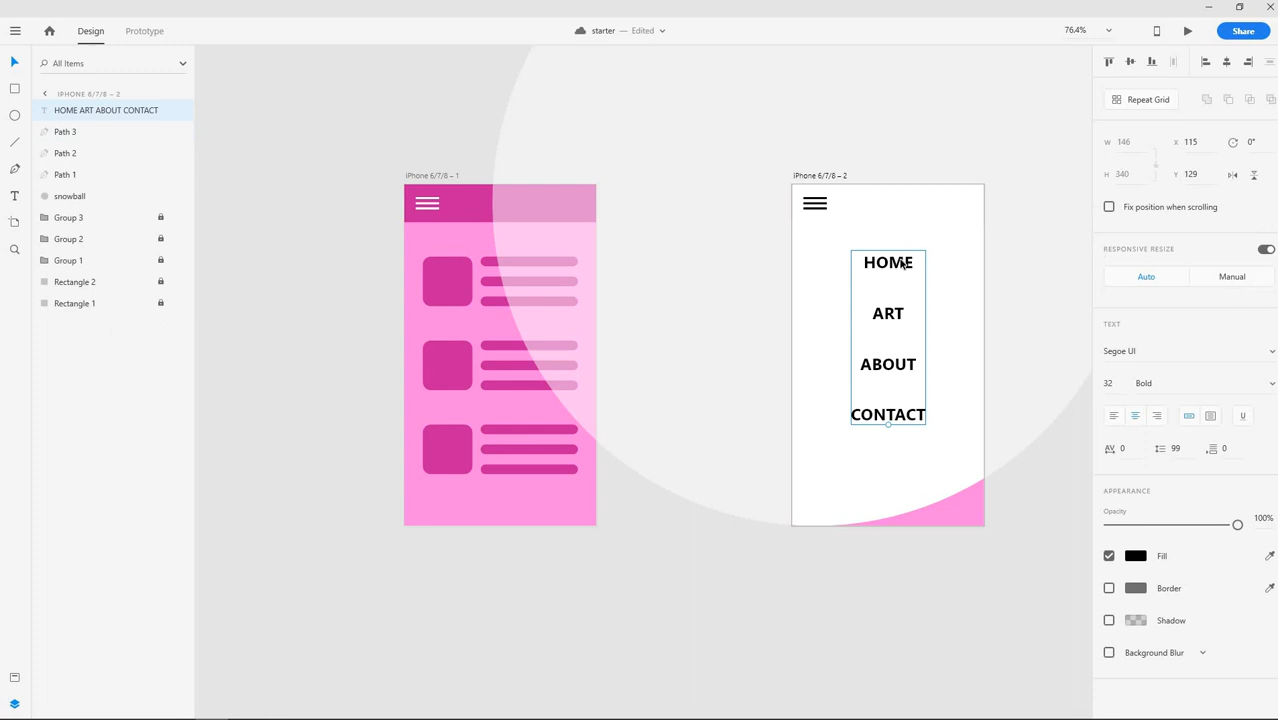 Design
Prototype
starter — Edited
76.4%
Share
All Items
IPHONE 6/7/8 – 2
HOME ART ABOUT CONTACT
Path 3
Path 2
Path 1
snowball
Group 3
Group 2
Group 1
Rectangle 2
Rectangle 1
iPhone 6/7/8 – 1
iPhone 6/7/8 – 2
HOME
ART
ABOUT
CONTACT
Repeat Grid
W 146 X 115 0°
H 340 Y 129
Fix position when scrolling
RESPONSIVE RESIZE
Auto Manual
TEXT
Segoe UI
32 Bold
U
AV 0 99 0
APPEARANCE
Opacity
100%
Fill
Border
Shadow
Background Blur